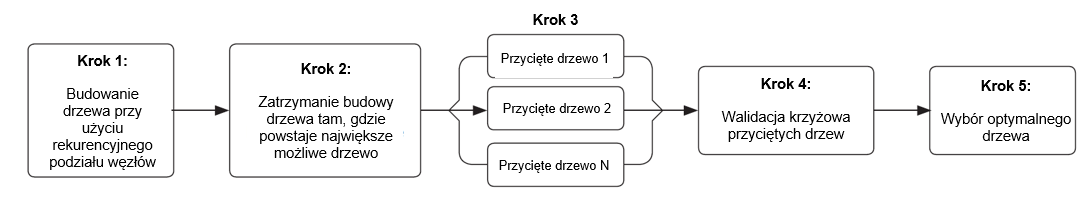 Krok 1:
Budowanie
drzewa przy
użyciu
rekurencyjnego
podziału węzłów
Krok 2:
Zatrzymanie budowy
drzewa tam, gdzie
powstaje największe
możliwe drzewo
Krok 3
Przycięte drzewo 1
Przycięte drzewo 2
Przycięte drzewo N
Krok 4:
Walidacja krzyżowa
przyciętych drzew
Krok 5:
Wybór optymalnego
drzewa